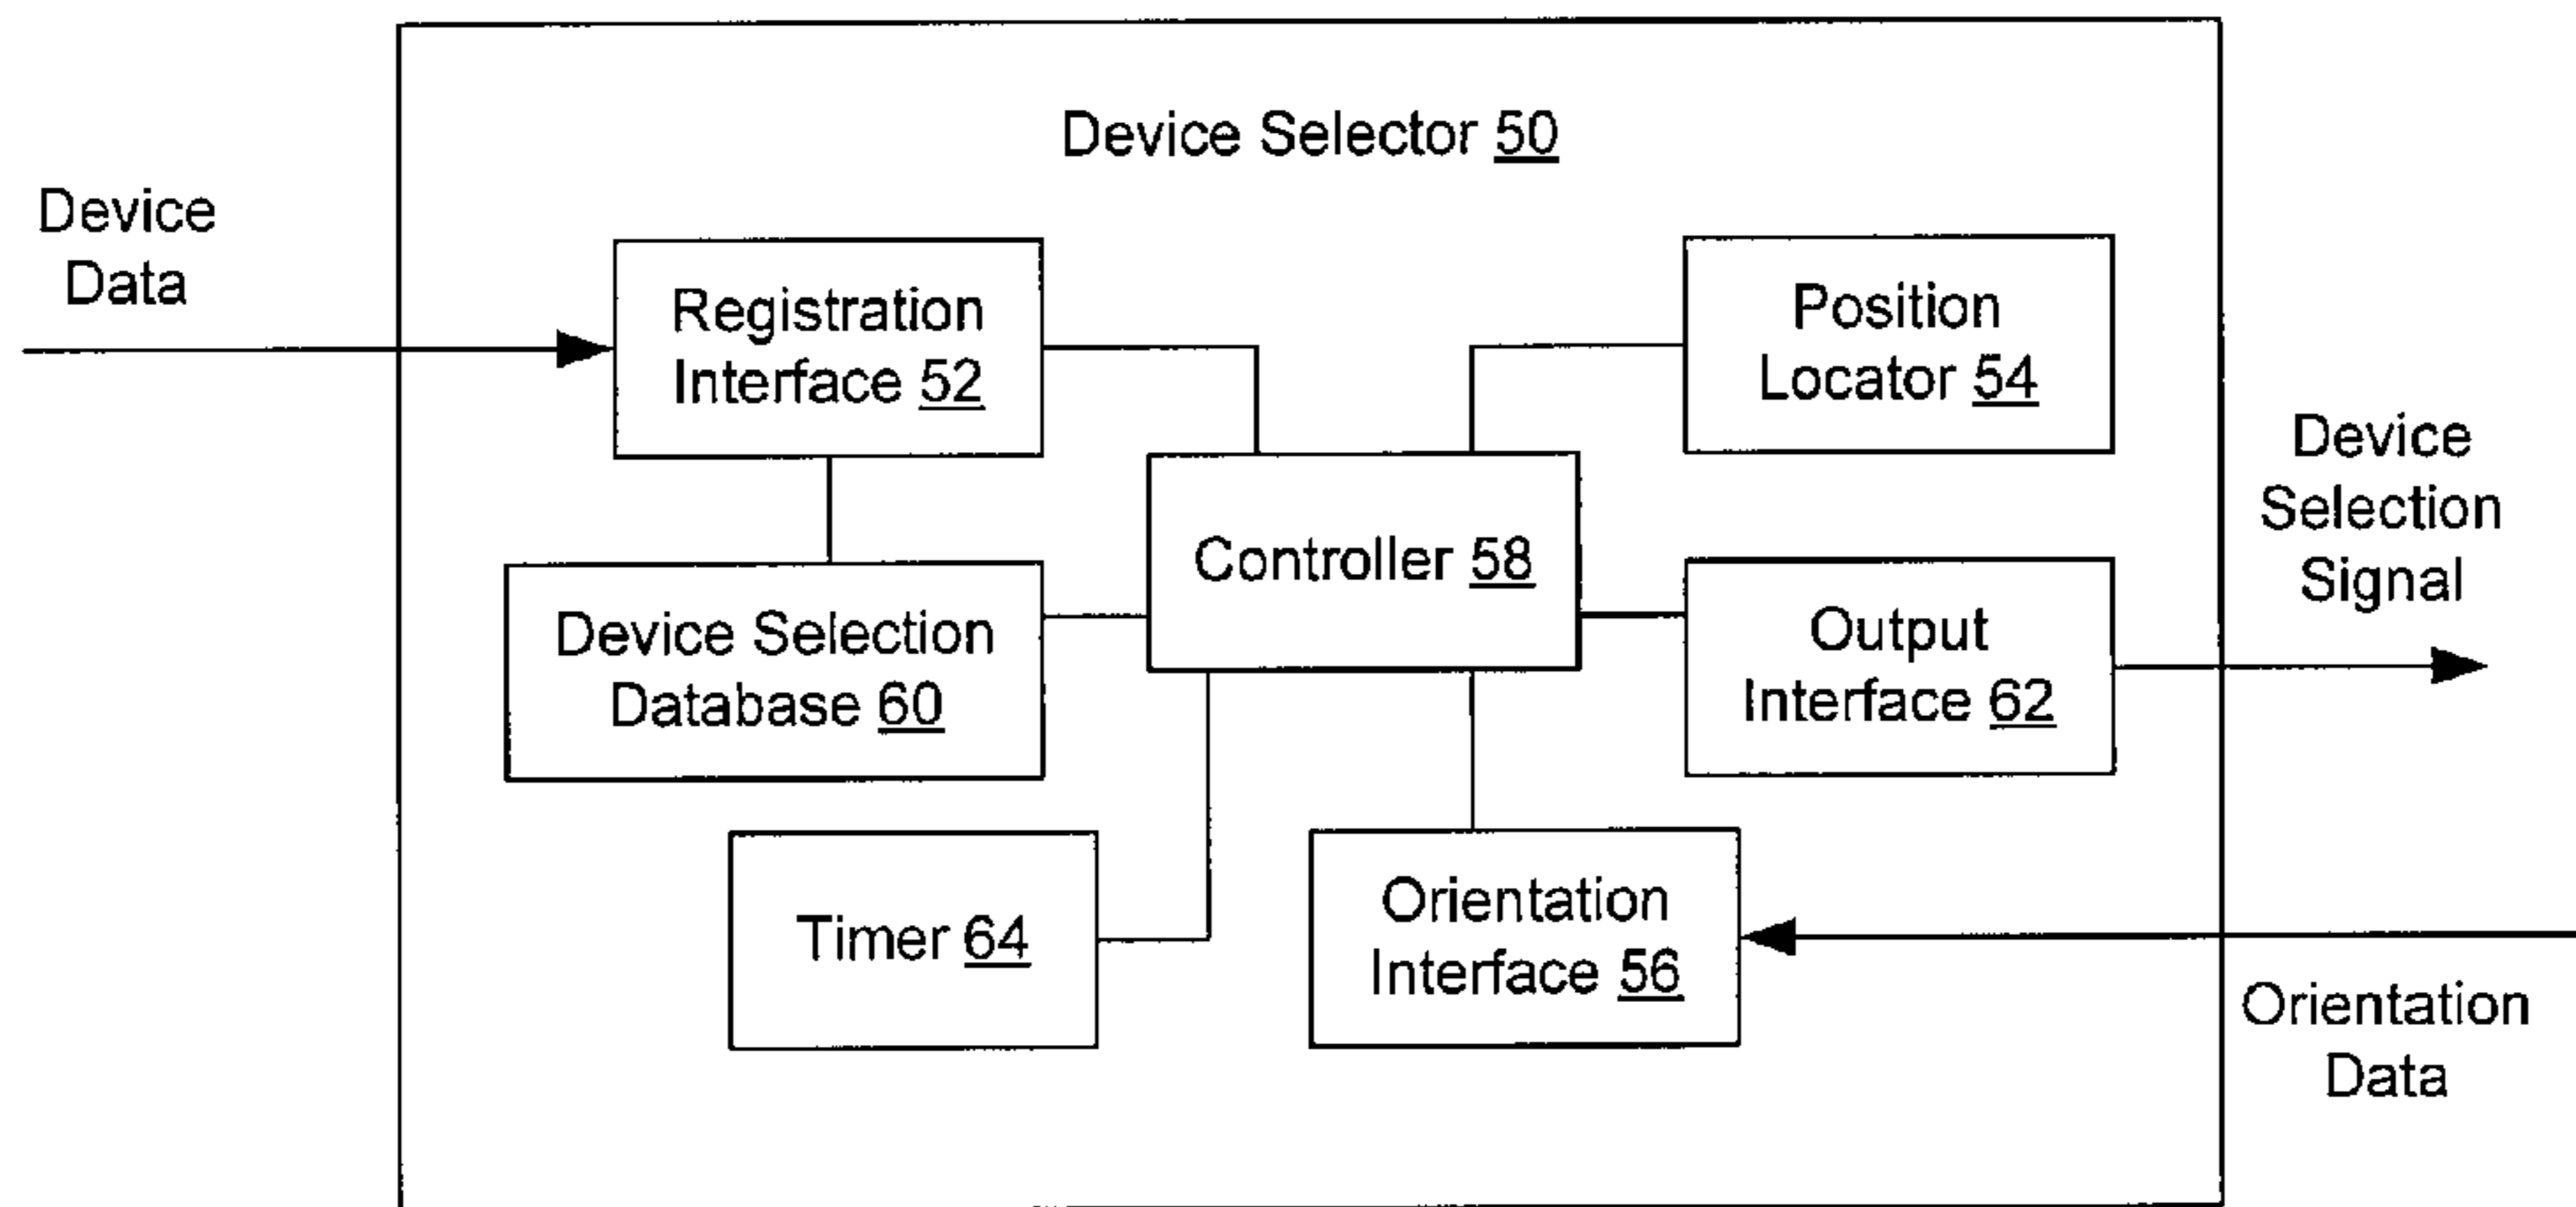 Device Selector 50
Device
Data
Registration
Interface 52
Position
Locator 54
Controller 58
Device
Selection
Signal
Device Selection
Database 60
Output
Interface 62
Timer 64
Orientation
Interface 56
Orientation
Data